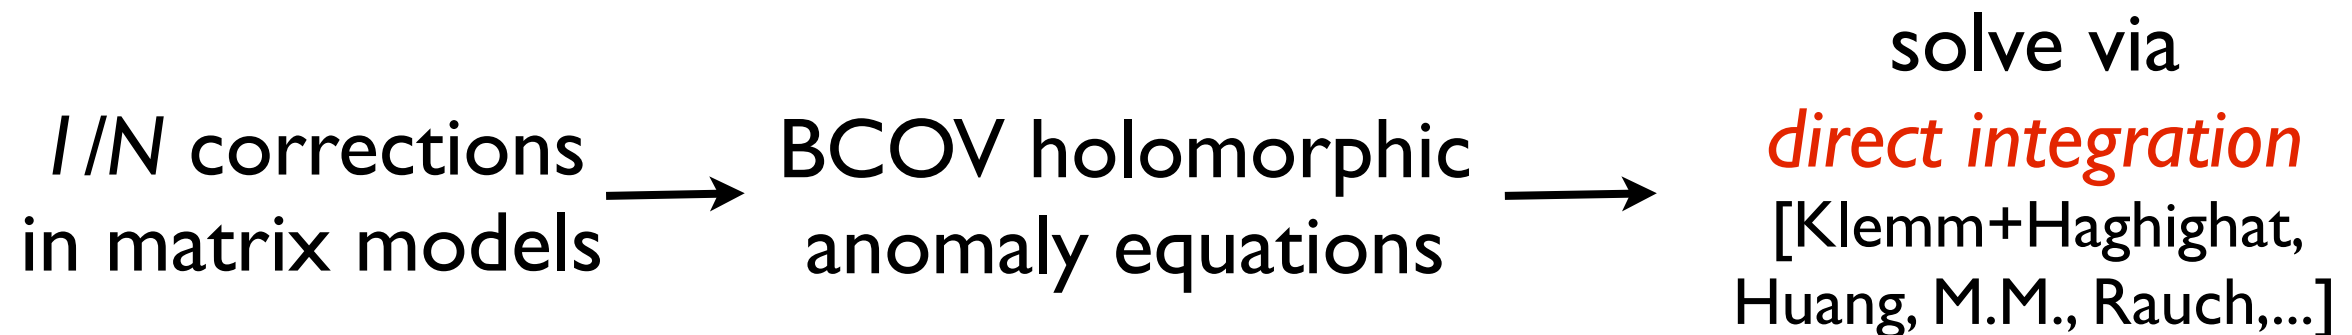 1/N corrections
in matrix models
BCOV holomorphic
anomaly equations
solve via
direct integration
[Klemm+Haghighat,
Huang, M.M., Rauch,...]